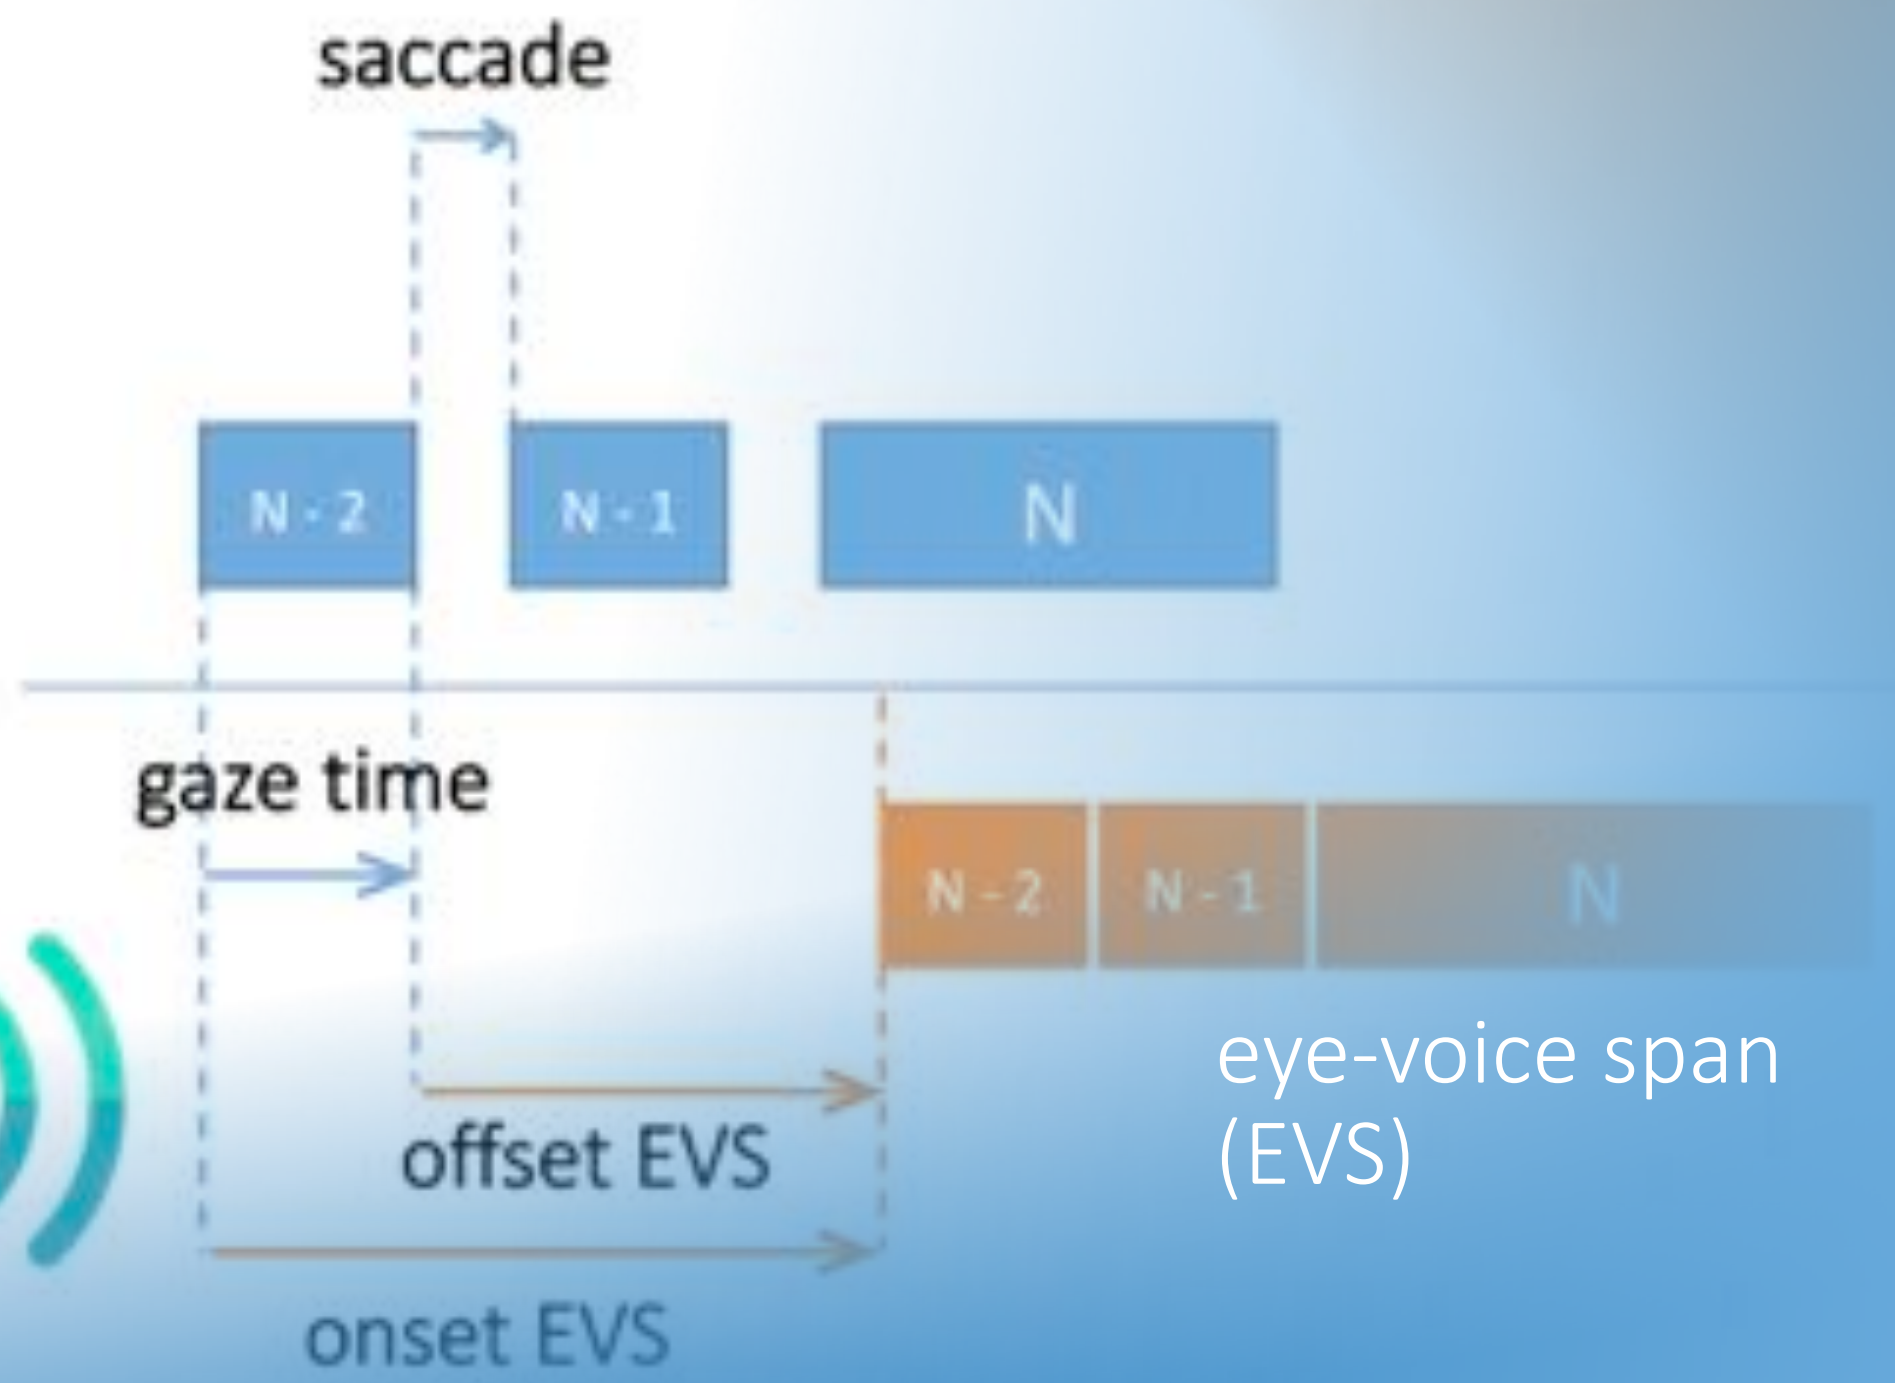 saccade
N - 2 N - 1 N
gaze time
N - 2 N - 1 N
eye-voice span
(EVS)
offset EVS
onset EVS